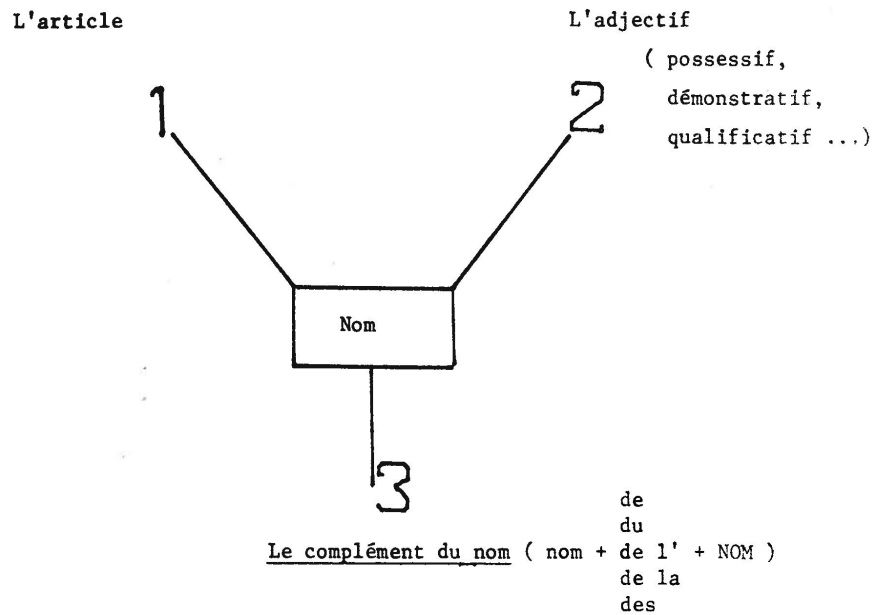 L'article
L'adjectif
( possessif,
démonstratif,
qualificatif ...)
1
2
Nom
3
de
du
Le complément du nom ( nom + de l' + NOM )
de la
des